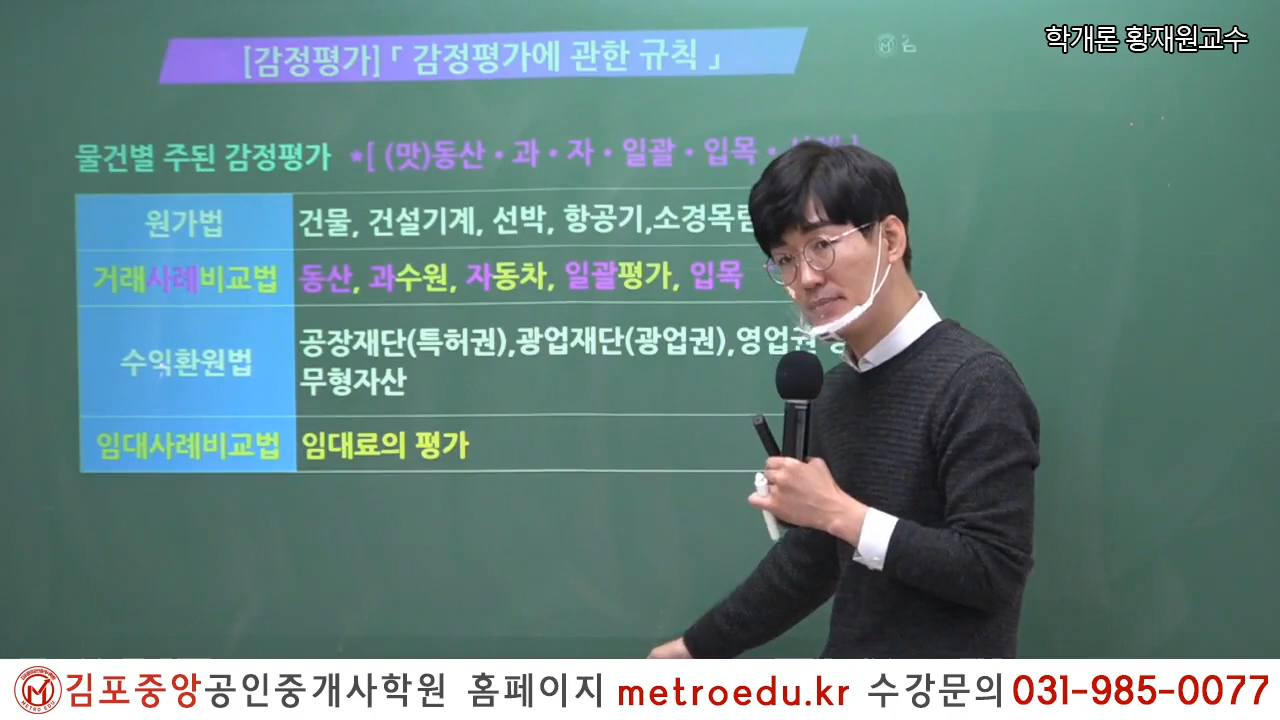 학개론 황재원교수
[감정평가] 「 감정평가에 관한 규칙 」
물건별 주된 감정평가 *[ (맛)동산 · 과 · 자 · 일괄 · 입목 ·
원가법 건물, 건설기계, 선박, 항공기,소경목림
거래사례비교법 동산, 과수원, 자동차, 일괄평가, 입목
수익환원법 공장재단(특허권),광업재단(광업권),영업권
무형자산
임대사례비교법 임대료의 평가
METRO EDU 김포중앙공인중개사학원 홈페이지 metroedu.kr 수강문의 031-985-0077